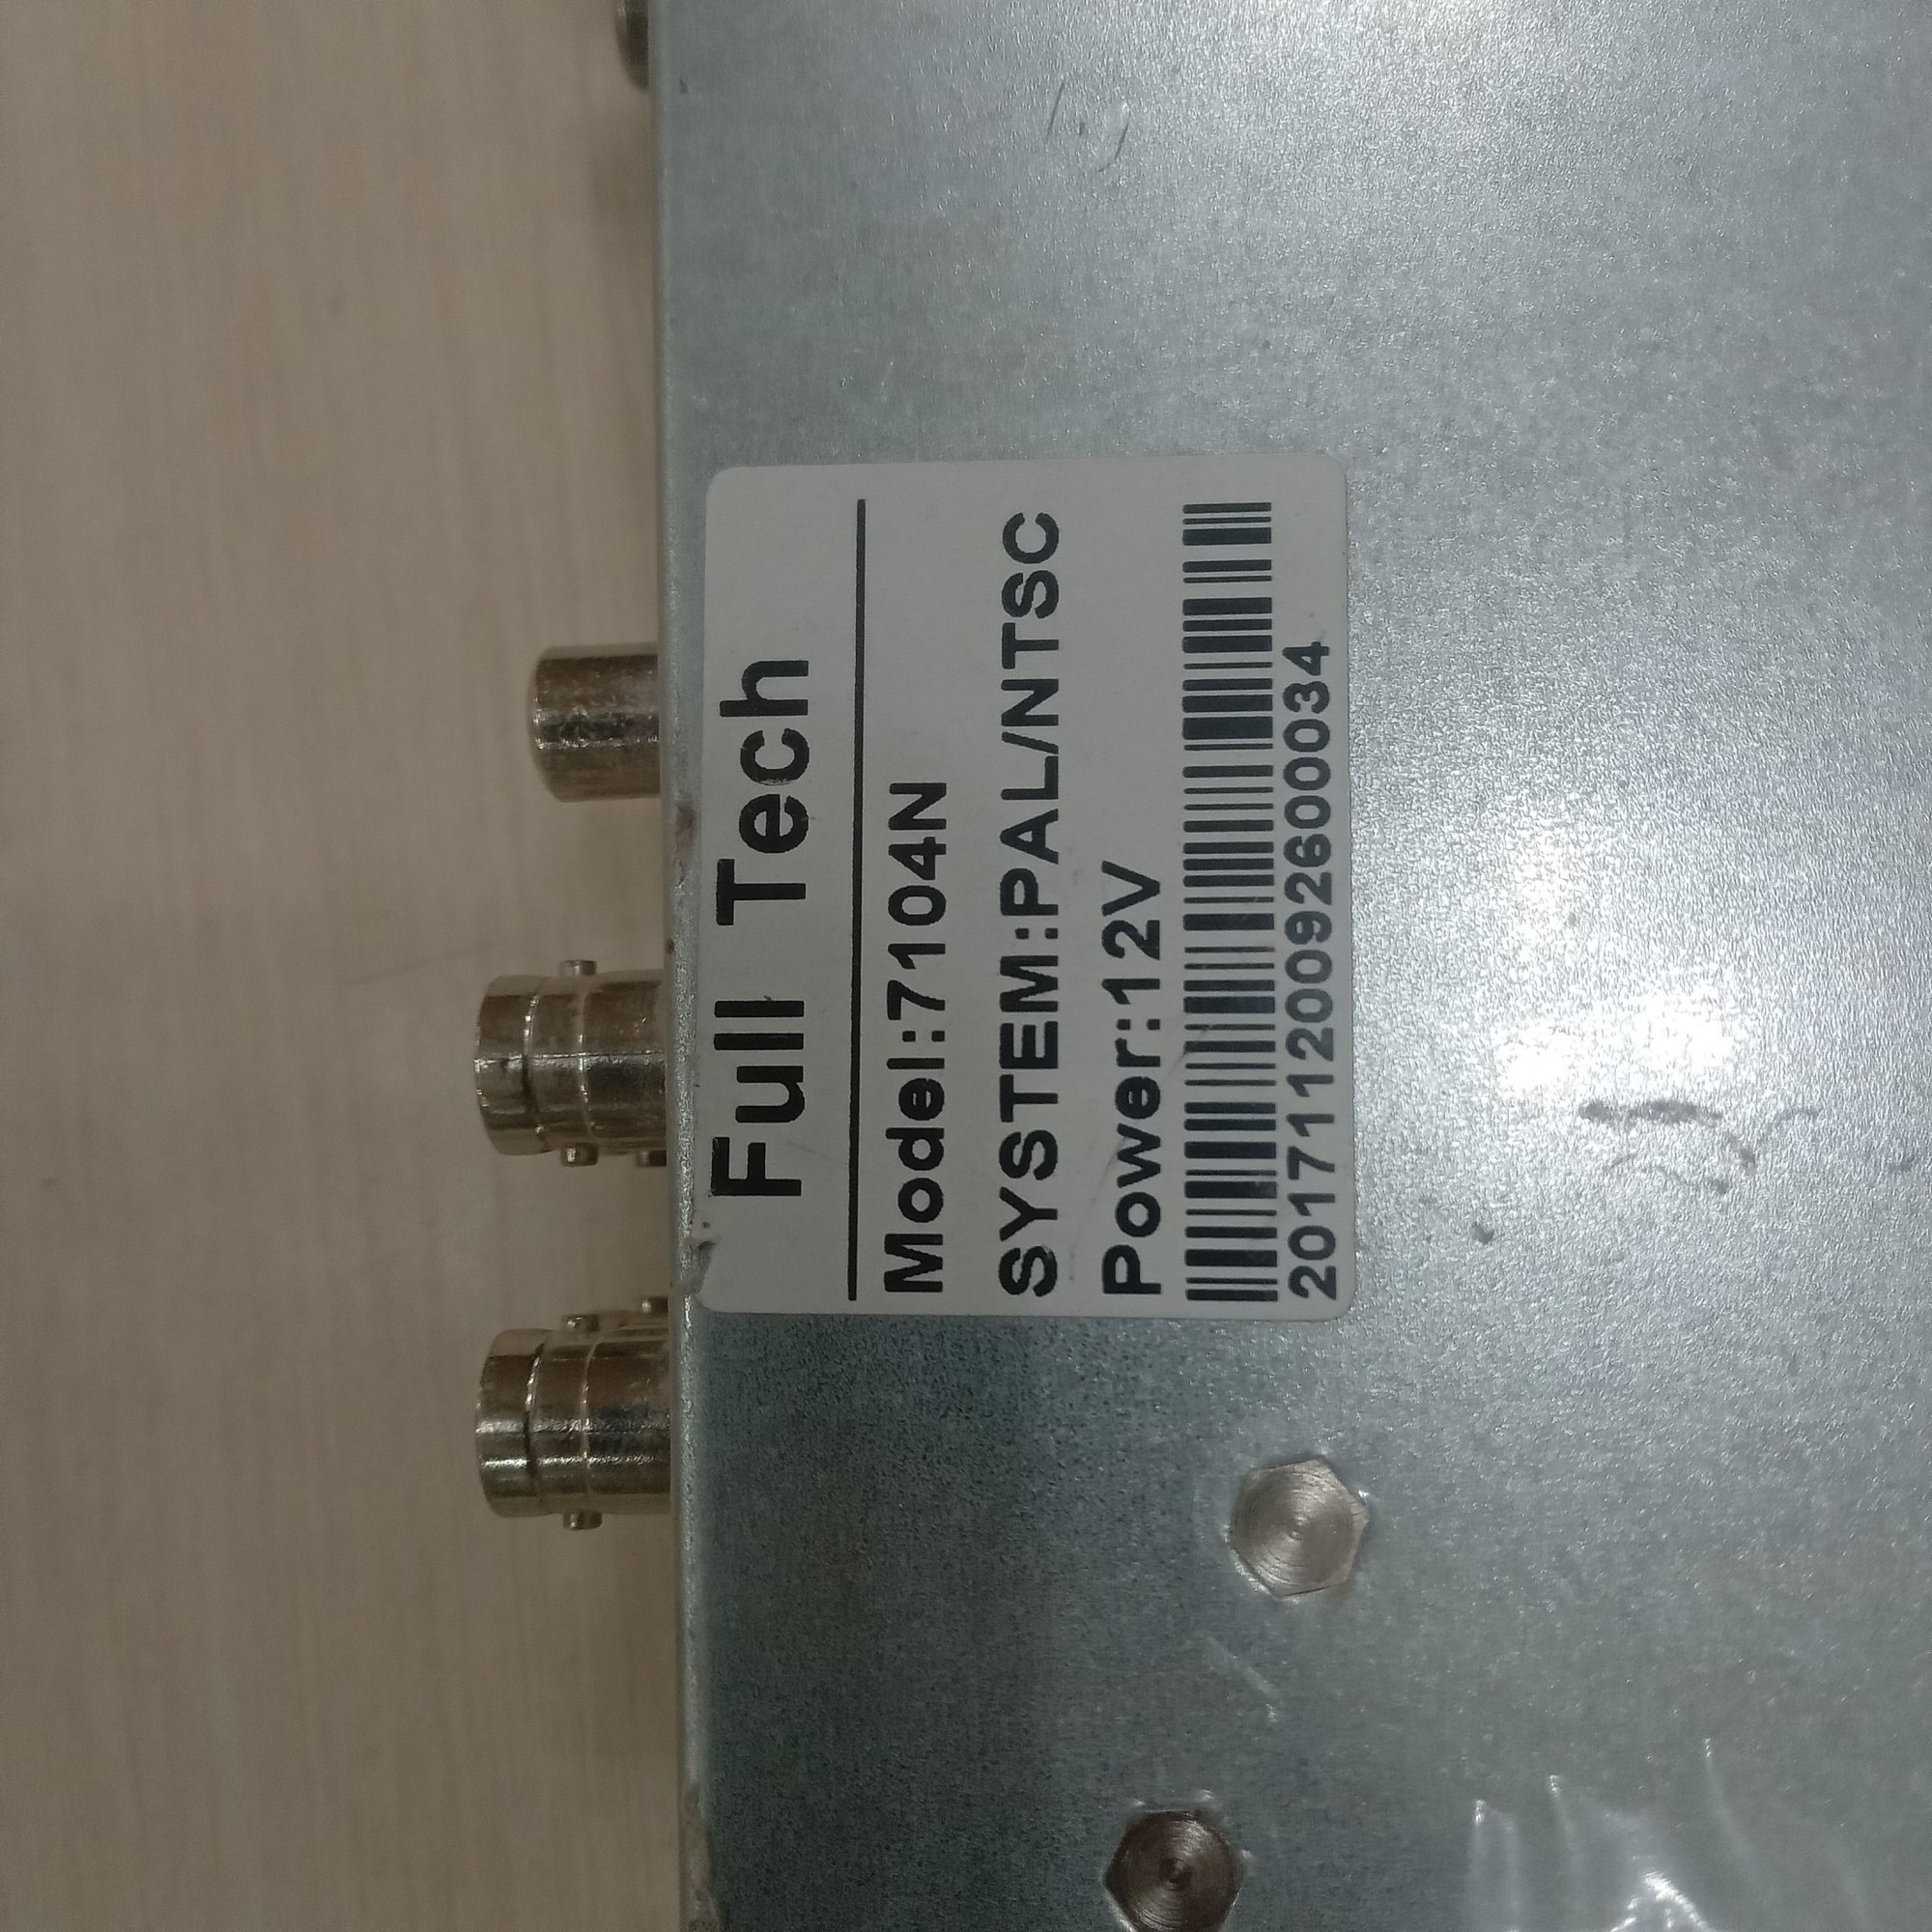 Full Tech
Model:7104N
SYSTEM:PAL/NTSC
Power:12V
20171120092600034